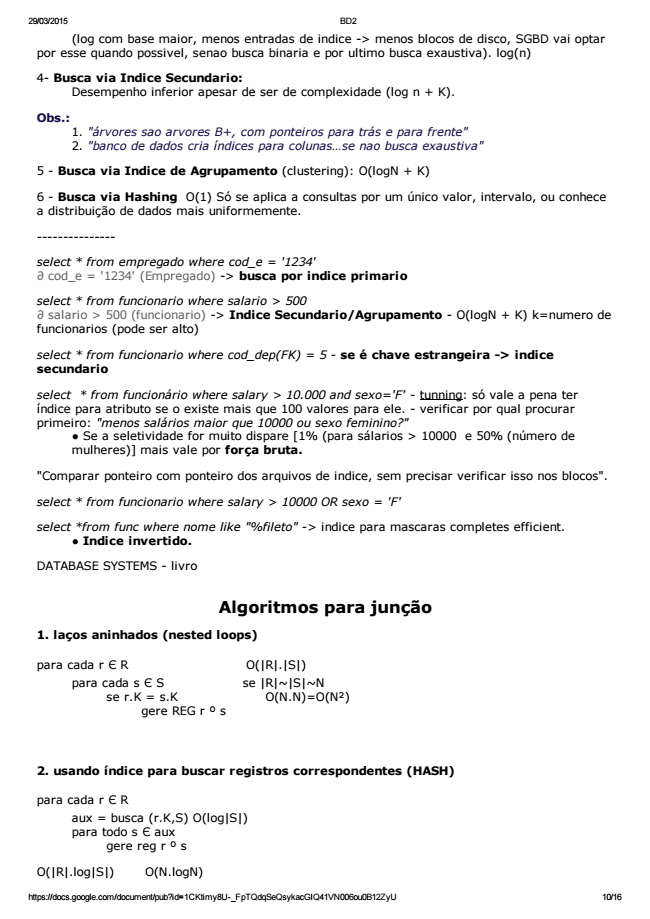 29/03/2015 BD2
(log com base maior, menos entradas de indice -> menos blocos de disco, SGBD vai optar
por esse quando possivel, senao busca binaria e por ultimo busca exaustiva). log(n)
4- Busca via Indice Secundario:
Desempenho inferior apesar de ser de complexidade (log n + K).
Obs.:
1. "árvores sao arvores B+, com ponteiros para trás e para frente"
2. "banco de dados cria índices para colunas...se nao busca exaustiva"
5 - Busca via Indice de Agrupamento (clustering): O(logN + K)
6 - Busca via Hashing O(1) Só se aplica a consultas por um único valor, intervalo, ou conhece
a distribuição de dados mais uniformemente.
---------------
select * from empregado where cod_e = '1234'
∂ cod_e = '1234' (Empregado) -> busca por indice primario
select * from funcionario where salario > 500
∂ salario > 500 (funcionario) -> Indice Secundario/Agrupamento - O(logN + K) k=numero de
funcionarios (pode ser alto)
select * from funcionario where cod_dep(FK) = 5 - se é chave estrangeira -> indice
secundario
select * from funcionário where salary > 10.000 and sexo='F' - tunning: só vale a pena ter
índice para atributo se o existe mais que 100 valores para ele. - verificar por qual procurar
primeiro: "menos salários maior que 10000 ou sexo feminino?"
● Se a seletividade for muito dispare [1% (para sálarios > 10000 e 50% (número de
mulheres)] mais vale por força bruta.
"Comparar ponteiro com ponteiro dos arquivos de indice, sem precisar verificar isso nos blocos".
select * from funcionario where salary > 10000 OR sexo = 'F'
select *from func where nome like "%fileto" -> indice para mascaras completes efficient.
● Indice invertido.
DATABASE SYSTEMS - livro
Algoritmos para junção
1. laços aninhados (nested loops)
para cada r Є R O(|R|.|S|)
para cada s Є S se |R|~|S|~N
se r.K = s.K O(N.N)=O(N²)
gere REG r º s
2. usando índice para buscar registros correspondentes (HASH)
para cada r Є R
aux = busca (r.K,S) O(log|S|)
para todo s Є aux
gere reg r º s
O(|R|.log|S|) O(N.logN)
https://docs.google.com/document/pub?id=1CKtimy8U-_FpTQdqSeQsykacGIQ41VN006ou0B12ZyU 10/16